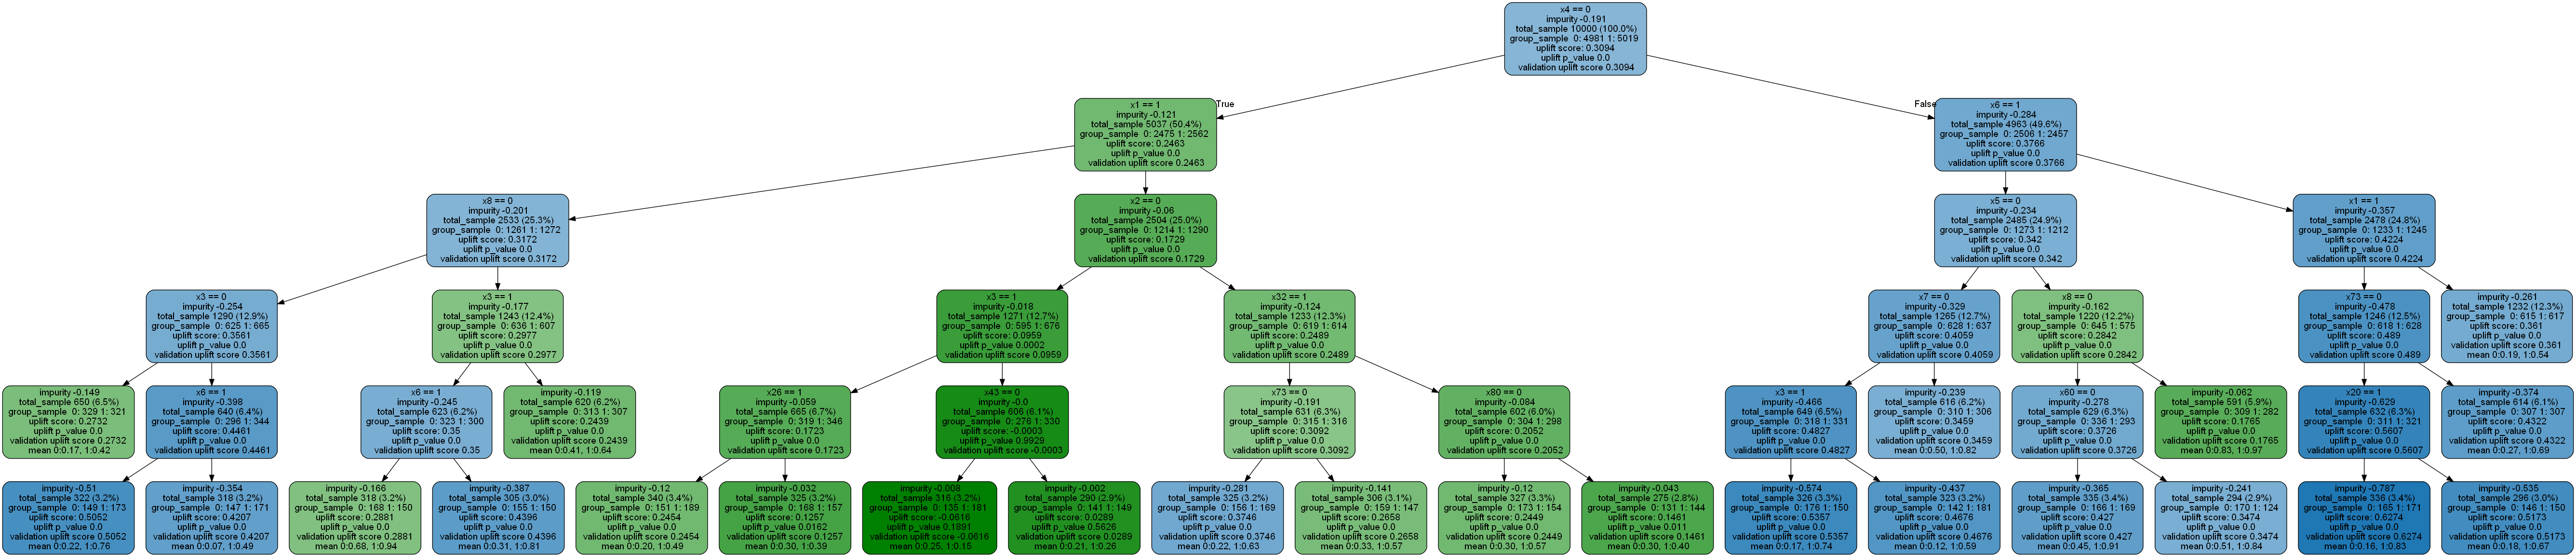 x4 == 0
impurity -0.191
total_sample 10000 (100.0%)
group_sample 0: 4981 1: 5019
uplift score: 0.3094
uplift p_value 0.0
validation uplift score 0.3094
True
False
x1 == 1
impurity -0.121
total_sample 5037 (50.4%)
group_sample 0: 2475 1: 2562
uplift score: 0.2463
uplift p_value 0.0
validation uplift score 0.2463
x6 == 1
impurity -0.284
total_sample 4963 (49.6%)
group_sample 0: 2506 1: 2457
uplift score: 0.3766
uplift p_value 0.0
validation uplift score 0.3766
x8 == 0
impurity -0.201
total_sample 2533 (25.3%)
group_sample 0: 1261 1: 1272
uplift score: 0.3172
uplift p_value 0.0
validation uplift score 0.3172
x2 == 0
impurity -0.06
total_sample 2504 (25.0%)
group_sample 0: 1214 1: 1290
uplift score: 0.1729
uplift p_value 0.0
validation uplift score 0.1729
x5 == 0
impurity -0.234
total_sample 2485 (24.9%)
group_sample 0: 1273 1: 1212
uplift score: 0.342
uplift p_value 0.0
validation uplift score 0.342
x1 == 1
impurity -0.357
total_sample 2478 (24.8%)
group_sample 0: 1233 1: 1245
uplift score: 0.4224
uplift p_value 0.0
validation uplift score 0.4224
x3 == 0
impurity -0.254
total_sample 1290 (12.9%)
group_sample 0: 625 1: 665
uplift score: 0.3561
uplift p_value 0.0
validation uplift score 0.3561
x3 == 1
impurity -0.177
total_sample 1243 (12.4%)
group_sample 0: 636 1: 607
uplift score: 0.2977
uplift p_value 0.0
validation uplift score 0.2977
x3 == 1
impurity -0.018
total_sample 1271 (12.7%)
group_sample 0: 595 1: 676
uplift score: 0.0959
uplift p_value 0.0002
validation uplift score 0.0959
x32 == 1
impurity -0.124
total_sample 1233 (12.3%)
group_sample 0: 619 1: 614
uplift score: 0.2489
uplift p_value 0.0
validation uplift score 0.2489
x7 == 0
impurity -0.329
total_sample 1265 (12.7%)
group_sample 0: 628 1: 637
uplift score: 0.4059
uplift p_value 0.0
validation uplift score 0.4059
x8 == 0
impurity -0.162
total_sample 1220 (12.2%)
group_sample 0: 645 1: 575
uplift score: 0.2842
uplift p_value 0.0
validation uplift score 0.2842
x73 == 0
impurity -0.478
total_sample 1246 (12.5%)
group_sample 0: 618 1: 628
uplift score: 0.489
uplift p_value 0.0
validation uplift score 0.489
impurity -0.261
total_sample 1232 (12.3%)
group_sample 0: 615 1: 617
uplift score: 0.361
uplift p_value 0.0
validation uplift score 0.361
mean 0:0.19, 1:0.54
impurity -0.149
total_sample 650 (6.5%)
group_sample 0: 329 1: 321
uplift score: 0.2732
uplift p_value 0.0
validation uplift score 0.2732
mean 0:0.17, 1:0.42
x6 == 1
impurity -0.398
total_sample 640 (6.4%)
group_sample 0: 296 1: 344
uplift score: 0.4461
uplift p_value 0.0
validation uplift score 0.4461
x6 == 1
impurity -0.245
total_sample 623 (6.2%)
group_sample 0: 323 1: 300
uplift score: 0.35
uplift p_value 0.0
validation uplift score 0.35
impurity -0.119
total_sample 620 (6.2%)
group_sample 0: 313 1: 307
uplift score: 0.2439
uplift p_value 0.0
validation uplift score 0.2439
mean 0:0.41, 1:0.64
x26 == 1
impurity -0.059
total_sample 665 (6.7%)
group_sample 0: 319 1: 346
uplift score: 0.1723
uplift p_value 0.0
validation uplift score 0.1723
x43 == 0
impurity -0.0
total_sample 606 (6.1%)
group_sample 0: 276 1: 330
uplift score: -0.0003
uplift p_value 0.9929
validation uplift score -0.0003
x73 == 0
impurity -0.191
total_sample 631 (6.3%)
group_sample 0: 315 1: 316
uplift score: 0.3092
uplift p_value 0.0
validation uplift score 0.3092
x80 == 0
impurity -0.084
total_sample 602 (6.0%)
group_sample 0: 304 1: 298
uplift score: 0.2052
uplift p_value 0.0
validation uplift score 0.2052
x3 == 1
impurity -0.466
total_sample 649 (6.5%)
group_sample 0: 318 1: 331
uplift score: 0.4827
uplift p_value 0.0
validation uplift score 0.4827
impurity -0.239
total_sample 616 (6.2%)
group_sample 0: 310 1: 306
uplift score: 0.3459
uplift p_value 0.0
validation uplift score 0.3459
mean 0:0.50, 1:0.82
x60 == 0
impurity -0.278
total_sample 629 (6.3%)
group_sample 0: 336 1: 293
uplift score: 0.3726
uplift p_value 0.0
validation uplift score 0.3726
impurity -0.062
total_sample 591 (5.9%)
group_sample 0: 309 1: 282
uplift score: 0.1765
uplift p_value 0.0
validation uplift score 0.1765
mean 0:0.83, 1:0.97
x20 == 1
impurity -0.629
total_sample 632 (6.3%)
group_sample 0: 311 1: 321
uplift score: 0.5607
uplift p_value 0.0
validation uplift score 0.5607
impurity -0.374
total_sample 614 (6.1%)
group_sample 0: 307 1: 307
uplift score: 0.4322
uplift p_value 0.0
validation uplift score 0.4322
mean 0:0.27, 1:0.69
impurity -0.51
total_sample 322 (3.2%)
group_sample 0: 149 1: 173
uplift score: 0.5052
uplift p_value 0.0
validation uplift score 0.5052
mean 0:0.22, 1:0.76
impurity -0.354
total_sample 318 (3.2%)
group_sample 0: 147 1: 171
uplift score: 0.4207
uplift p_value 0.0
validation uplift score 0.4207
mean 0:0.07, 1:0.49
impurity -0.166
total_sample 318 (3.2%)
group_sample 0: 168 1: 150
uplift score: 0.2881
uplift p_value 0.0
validation uplift score 0.2881
mean 0:0.68, 1:0.94
impurity -0.387
total_sample 305 (3.0%)
group_sample 0: 155 1: 150
uplift score: 0.4396
uplift p_value 0.0
validation uplift score 0.4396
mean 0:0.31, 1:0.81
impurity -0.12
total_sample 340 (3.4%)
group_sample 0: 151 1: 189
uplift score: 0.2454
uplift p_value 0.0
validation uplift score 0.2454
mean 0:0.20, 1:0.49
impurity -0.032
total_sample 325 (3.2%)
group_sample 0: 168 1: 157
uplift score: 0.1257
uplift p_value 0.0162
validation uplift score 0.1257
mean 0:0.30, 1:0.39
impurity -0.008
total_sample 316 (3.2%)
group_sample 0: 135 1: 181
uplift score: -0.0616
uplift p_value 0.1891
validation uplift score -0.0616
mean 0:0.25, 1:0.15
impurity -0.002
total_sample 290 (2.9%)
group_sample 0: 141 1: 149
uplift score: 0.0289
uplift p_value 0.5626
validation uplift score 0.0289
mean 0:0.21, 1:0.26
impurity -0.281
total_sample 325 (3.2%)
group_sample 0: 156 1: 169
uplift score: 0.3746
uplift p_value 0.0
validation uplift score 0.3746
mean 0:0.22, 1:0.63
impurity -0.141
total_sample 306 (3.1%)
group_sample 0: 159 1: 147
uplift score: 0.2658
uplift p_value 0.0
validation uplift score 0.2658
mean 0:0.33, 1:0.57
impurity -0.12
total_sample 327 (3.3%)
group_sample 0: 173 1: 154
uplift score: 0.2449
uplift p_value 0.0
validation uplift score 0.2449
mean 0:0.30, 1:0.57
impurity -0.043
total_sample 275 (2.8%)
group_sample 0: 131 1: 144
uplift score: 0.1461
uplift p_value 0.011
validation uplift score 0.1461
mean 0:0.30, 1:0.40
impurity -0.574
total_sample 326 (3.3%)
group_sample 0: 176 1: 150
uplift score: 0.5357
uplift p_value 0.0
validation uplift score 0.5357
mean 0:0.17, 1:0.74
impurity -0.437
total_sample 323 (3.2%)
group_sample 0: 142 1: 181
uplift score: 0.4676
uplift p_value 0.0
validation uplift score 0.4676
mean 0:0.12, 1:0.59
impurity -0.365
total_sample 335 (3.4%)
group_sample 0: 166 1: 169
uplift score: 0.427
uplift p_value 0.0
validation uplift score 0.427
mean 0:0.45, 1:0.91
impurity -0.241
total_sample 294 (2.9%)
group_sample 0: 170 1: 124
uplift score: 0.3474
uplift p_value 0.0
validation uplift score 0.3474
mean 0:0.51, 1:0.84
impurity -0.787
total_sample 336 (3.4%)
group_sample 0: 165 1: 171
uplift score: 0.6274
uplift p_value 0.0
validation uplift score 0.6274
mean 0:0.16, 1:0.83
impurity -0.535
total_sample 296 (3.0%)
group_sample 0: 146 1: 150
uplift score: 0.5173
uplift p_value 0.0
validation uplift score 0.5173
mean 0:0.18, 1:0.67